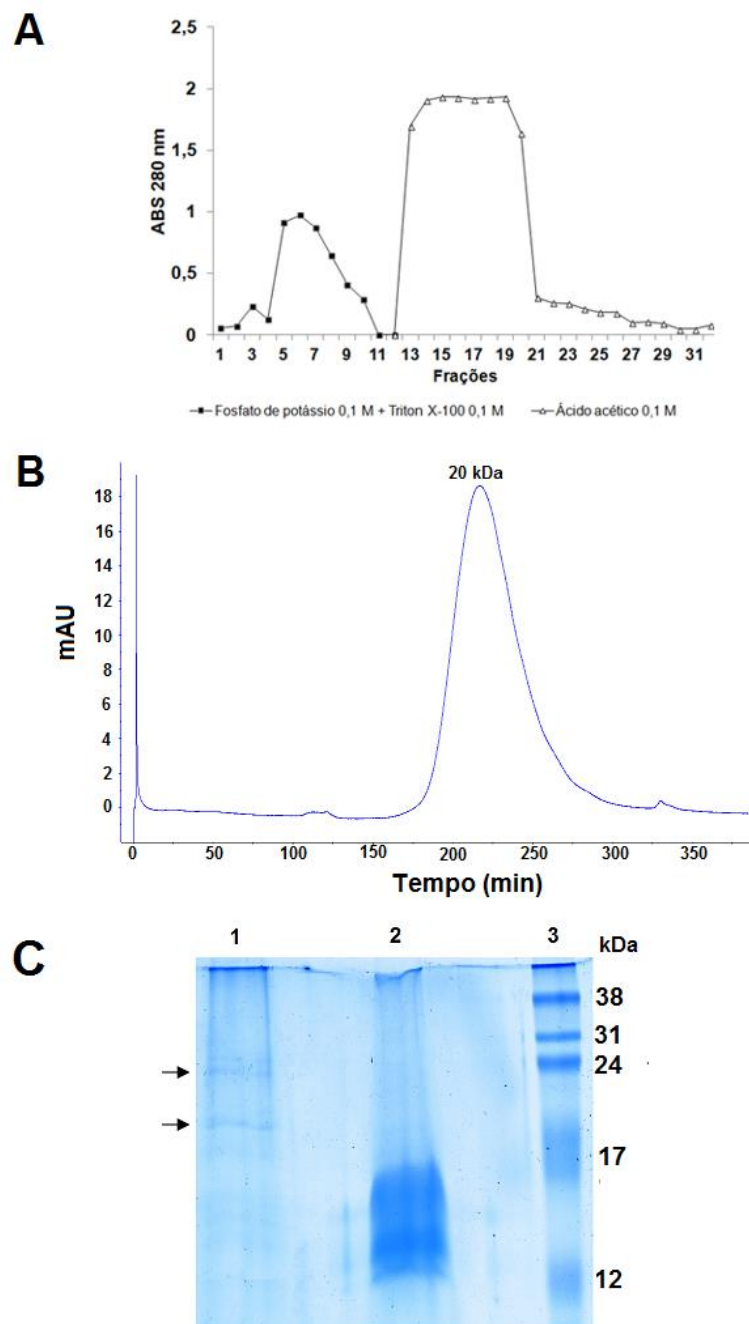 A
2,5
2
1,5
1
0,5
0
ABS 280 nm
1 3 5 7 9 11 13 15 17 19 21 23 25 27 29 31
Frações
Fosfato de potássio 0,1 M + Triton X-100 0,1 M
Ácido acético 0,1 M
B
20 kDa
18
16
14
12
10
8
6
4
2
0
mAU
0 50 100 150 200 250 300 350
Tempo (min)
C
1 2 3 kDa
38
31
24
17
12